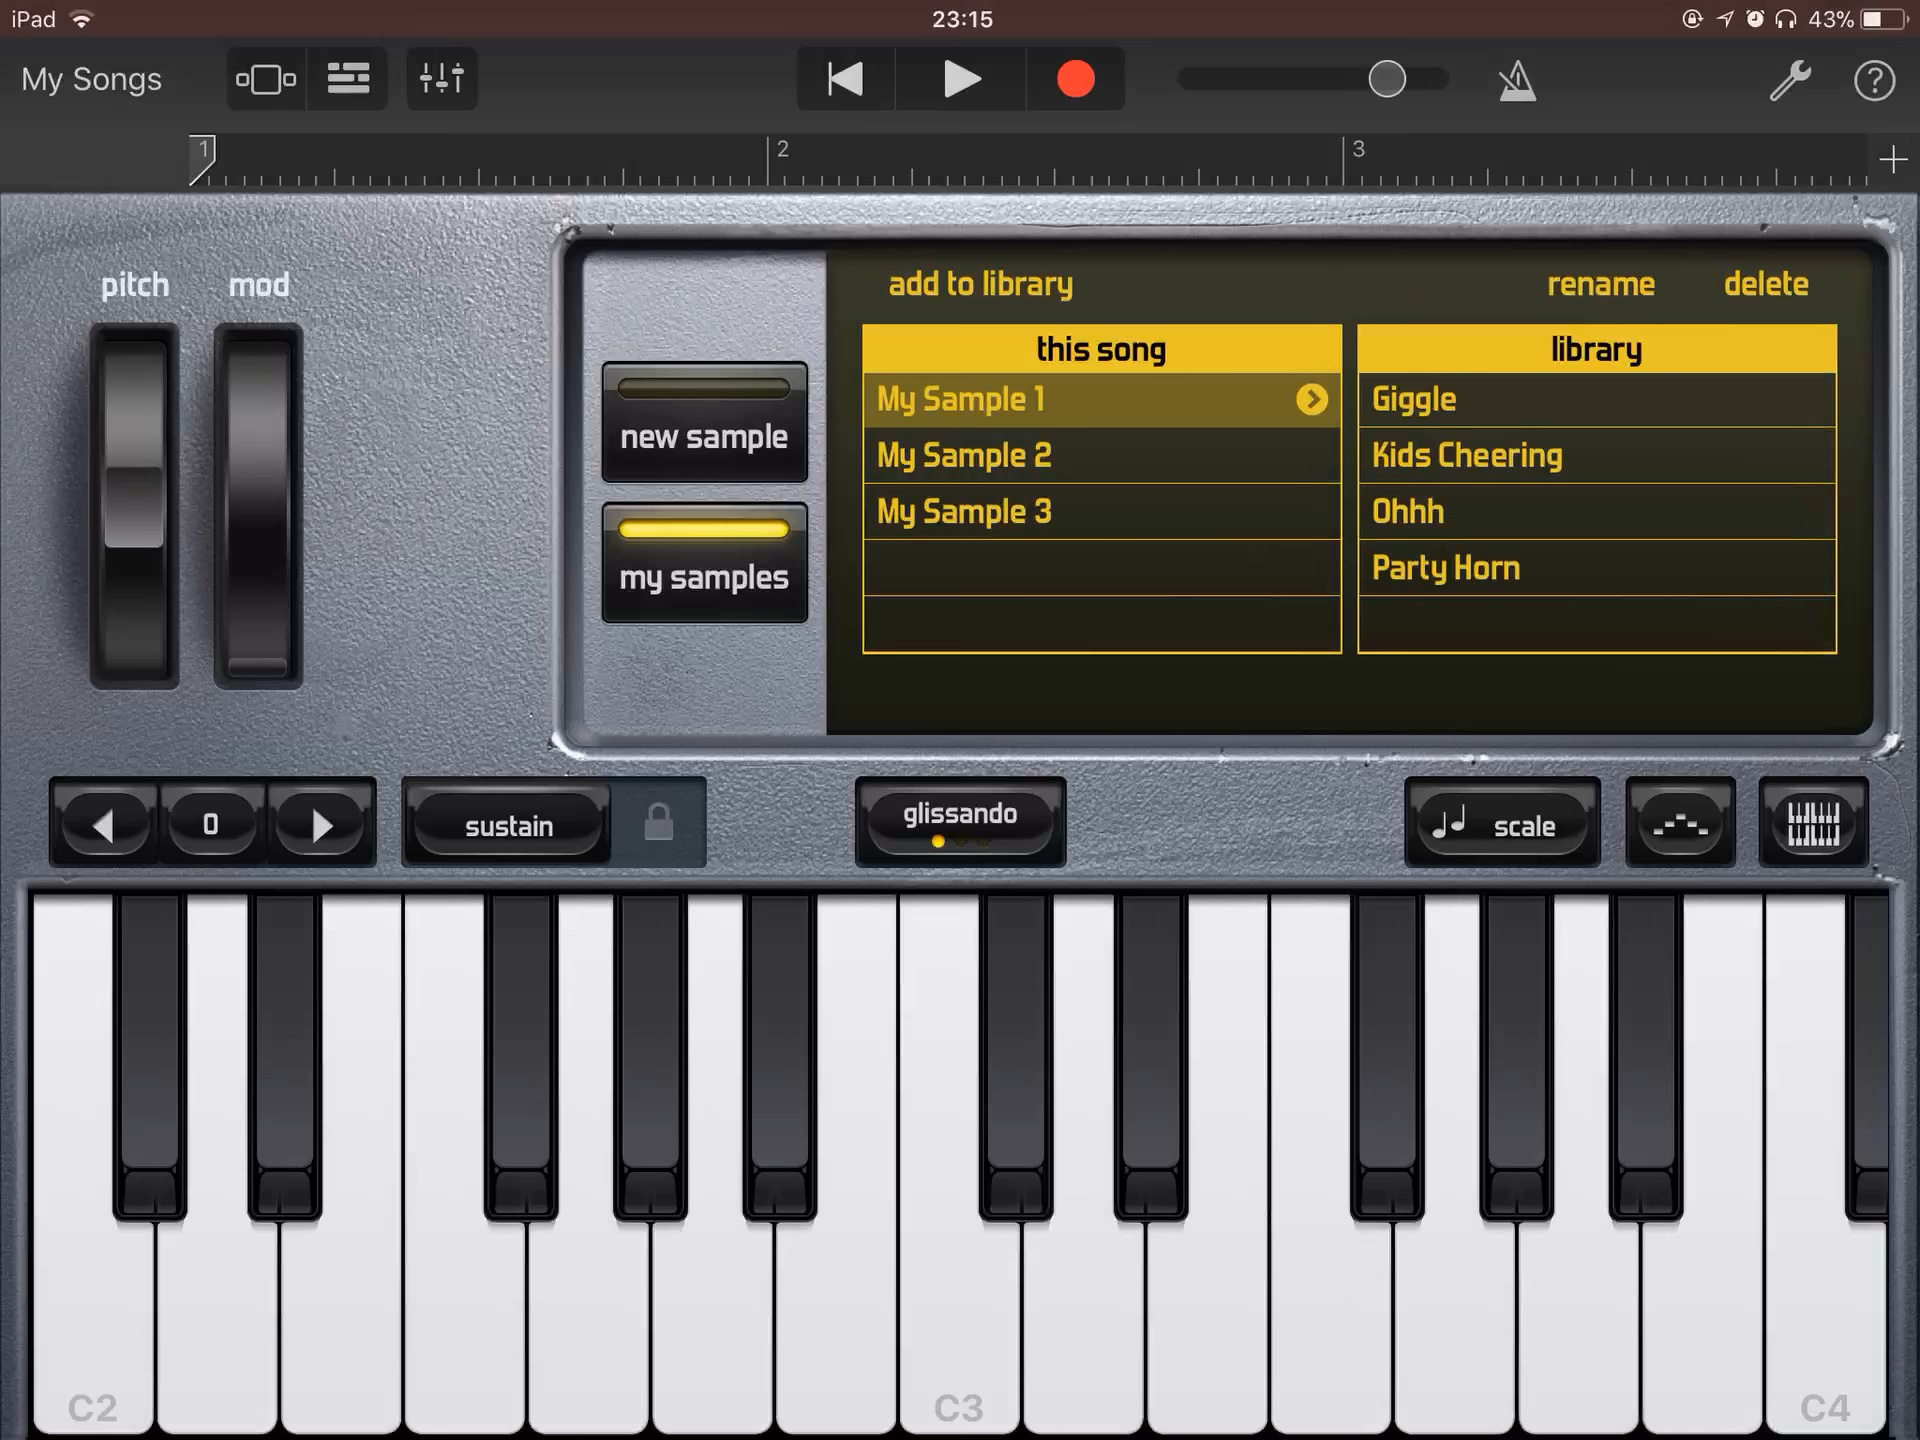 iPad 23:15 43%
My Songs
1 2 3
pitch mod
add to library rename delete
this song library
My Sample 1 Giggle
new sample
My Sample 2 Kids Cheering
My Sample 3 Ohhh
my samples
Party Horn
0 sustain glissando scale
C2 C3 C4